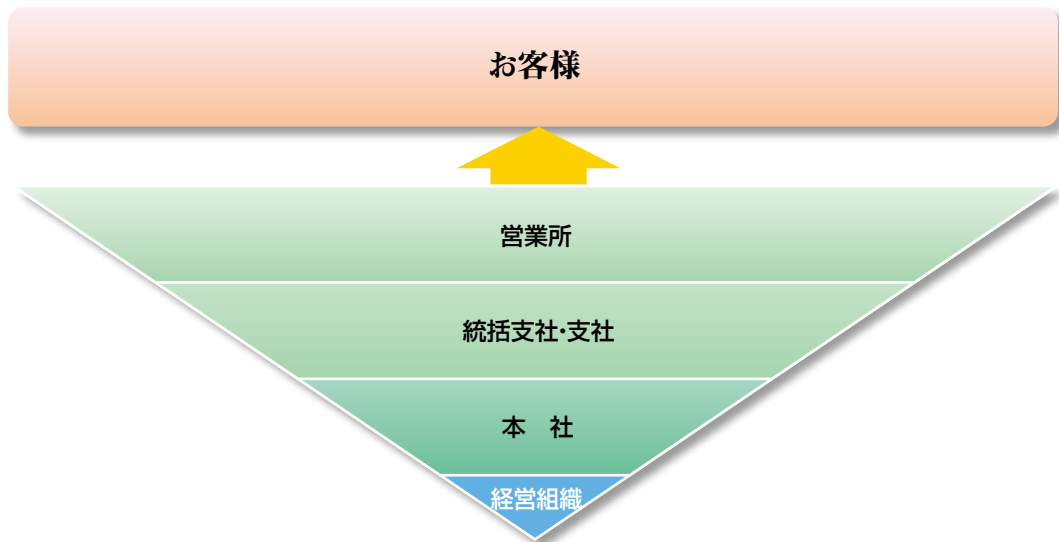 お客様
営業所
統括支社・支社
本　社
経営組織